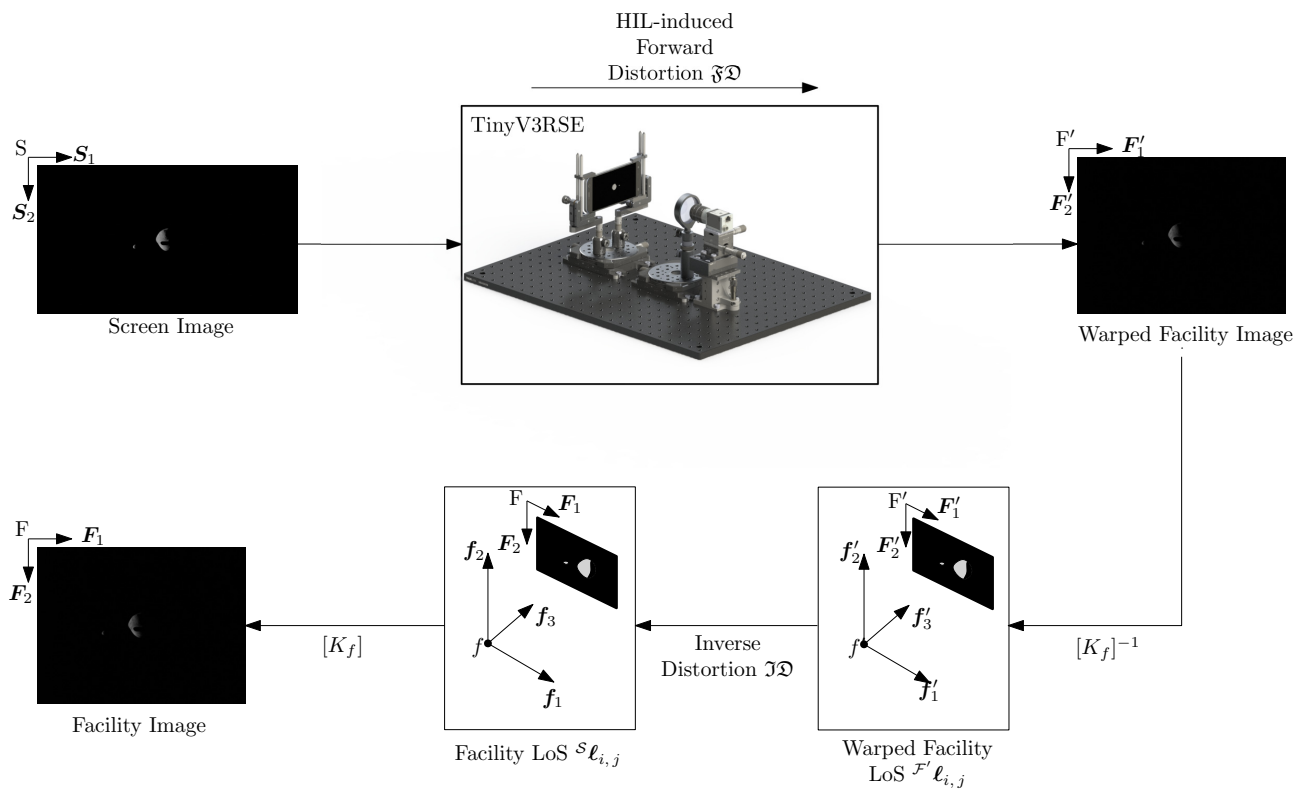 HIL-induced
Forward
Distortion 𝔉𝔇
TinyV3RSE
S
S₁
S₂
Screen Image
F′
F′₁
F′₂
Warped Facility Image
F
F₁
F₂
Facility Image
[K_f]
F
F₁
F₂
f₂
f₃
f
f₁
Facility LoS ^𝒮ℓ_{i, j}
Inverse
Distortion ℑ𝔇
F′
F′₁
F′₂
f′₂
f′₃
f
f′₁
Warped Facility
LoS ^{ℱ′}ℓ_{i, j}
[K_f]⁻¹